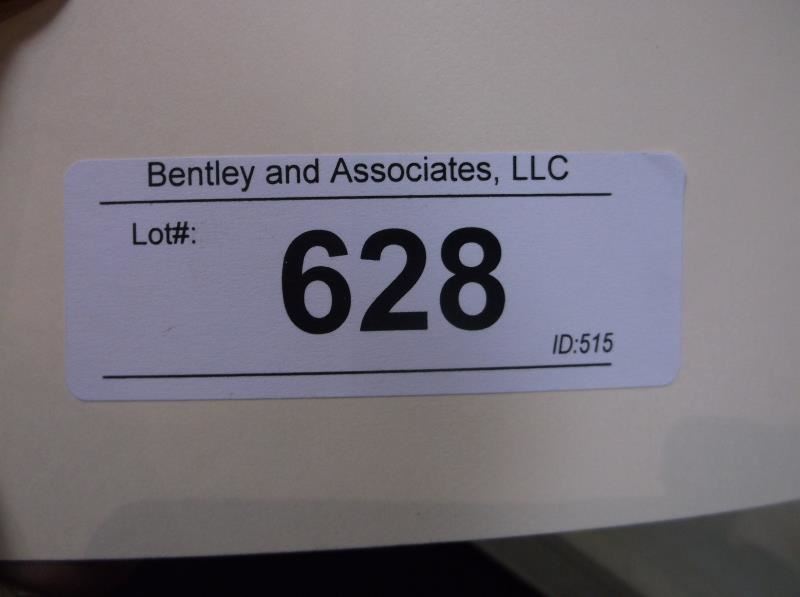 Bentley and Associates, LLC
Lot#:
628
ID:515